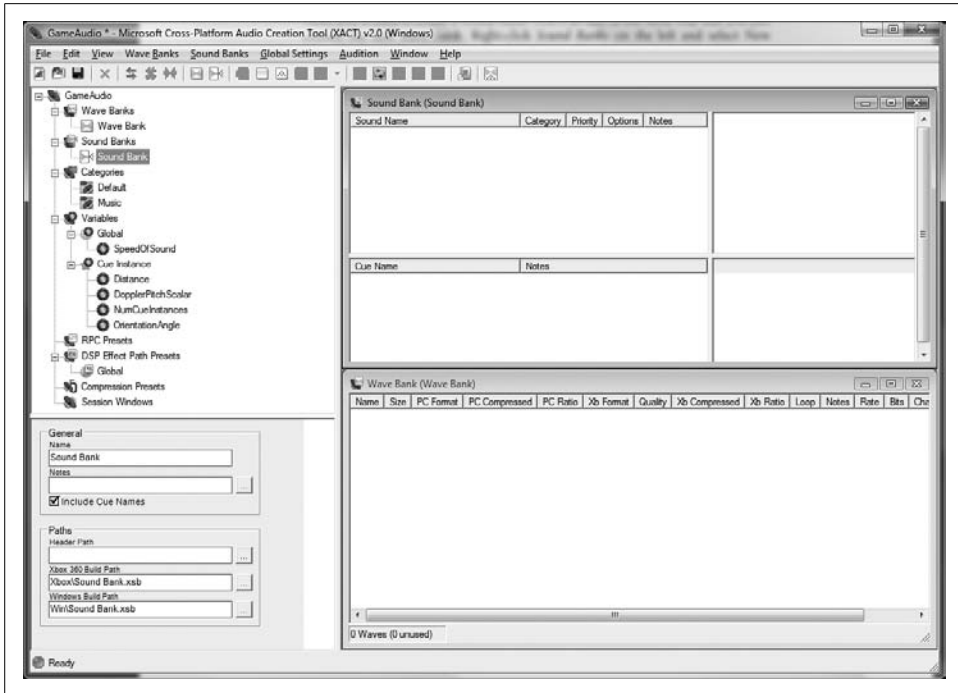 GameAudio * - Microsoft Cross-Platform Audio Creation Tool (XACT) v2.0 (Windows)
File Edit View Wave Banks Sound Banks Global Settings Audition Window Help
GameAudio
Wave Banks
Wave Bank
Sound Banks
Sound Bank
Categories
Default
Music
Variables
Global
SpeedOfSound
Cue Instance
Distance
DopplerPitchScalar
NumCueInstances
OrientationAngle
RPC Presets
DSP Effect Path Presets
Global
Compression Presets
Session Windows
General
Name
Sound Bank
Notes
...
Include Cue Names
Paths
Header Path
...
Xbox 360 Build Path
Xbox\Sound Bank.xsb
...
Windows Build Path
Win\Sound Bank.xsb
...
Sound Bank (Sound Bank)
Sound Name Category Priority Options Notes
Cue Name Notes
Wave Bank (Wave Bank)
Name Size PC Format PC Compressed PC Ratio Xb Format Quality Xb Compressed Xb Ratio Loop Notes Rate Bits Cha
0 Waves (0 unused)
Ready